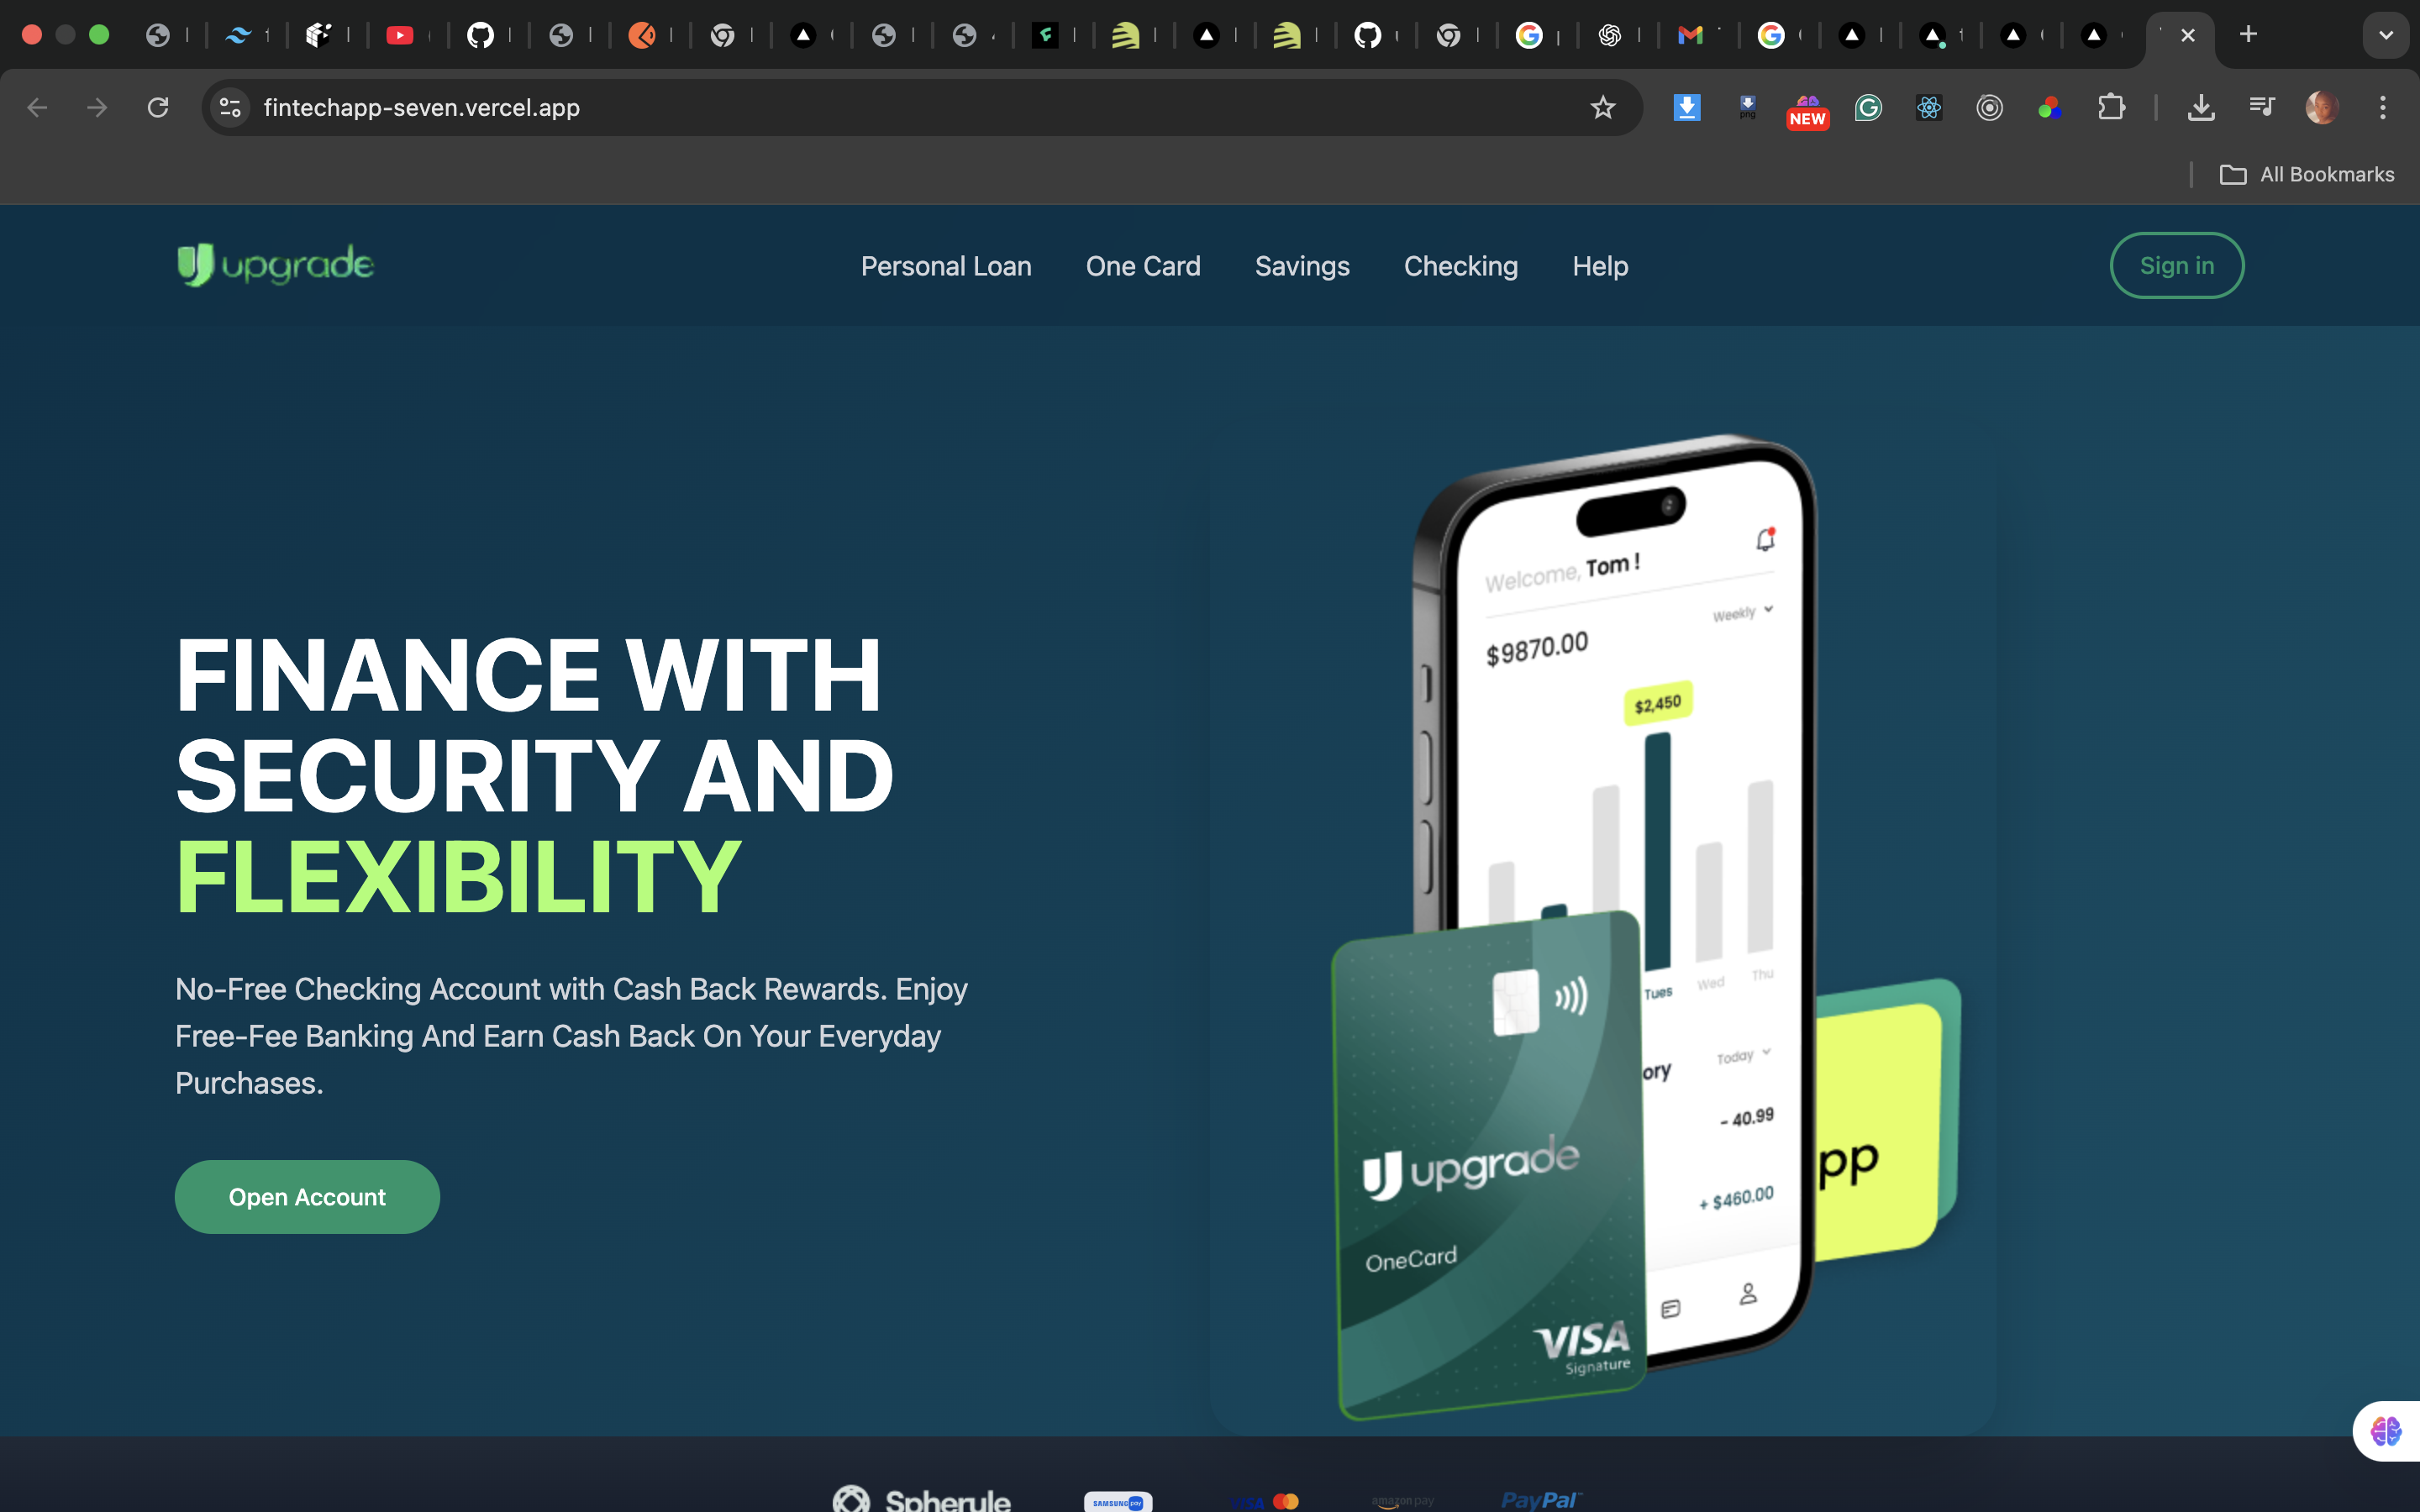 fintechapp-seven.vercel.app
png
NEW
All Bookmarks
upgrade
Personal Loan
One Card
Savings
Checking
Help
Sign in
FINANCE WITH
SECURITY AND
FLEXIBILITY
No-Free Checking Account with Cash Back Rewards. Enjoy
Free-Fee Banking And Earn Cash Back On Your Everyday
Purchases.
Open Account
Welcome, Tom !
Weekly
$9870.00
$2,450
Tues
Wed
Thu
ory
Today
- 40.99
+ $460.00
pp
upgrade
OneCard
VISA
Signature
Spherule
SAMSUNG pay
VISA
amazon pay
PayPal